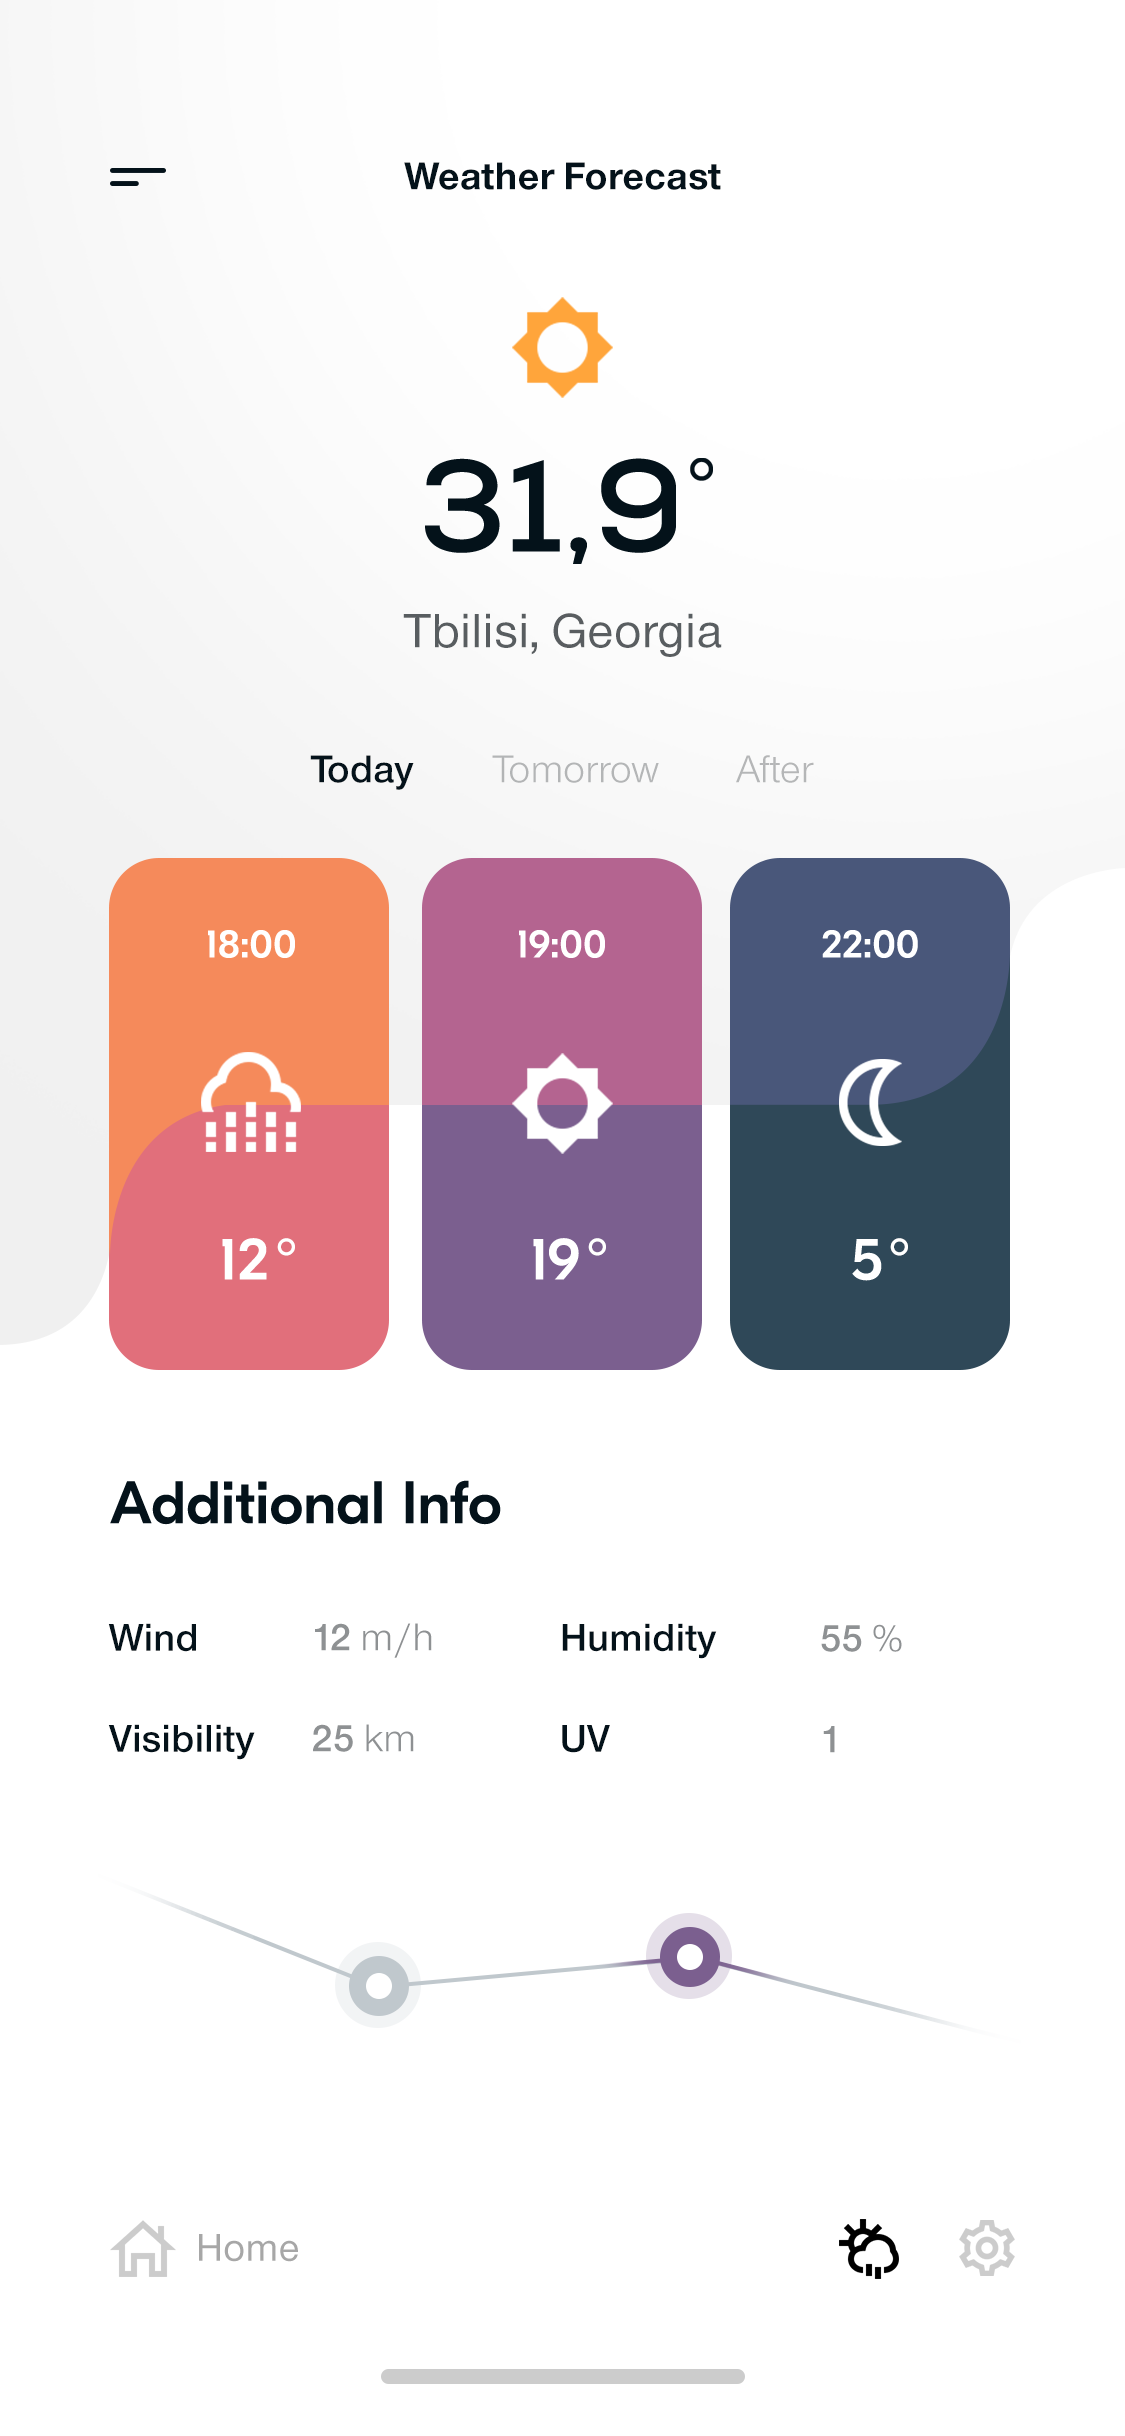 Weather Forecast
31,9°
Tbilisi, Georgia
Today Tomorrow After
18:00 19:00 22:00
12° 19° 5°
Additional Info
Wind 12 m/h Humidity 55 %
Visibility 25 km UV 1
Home